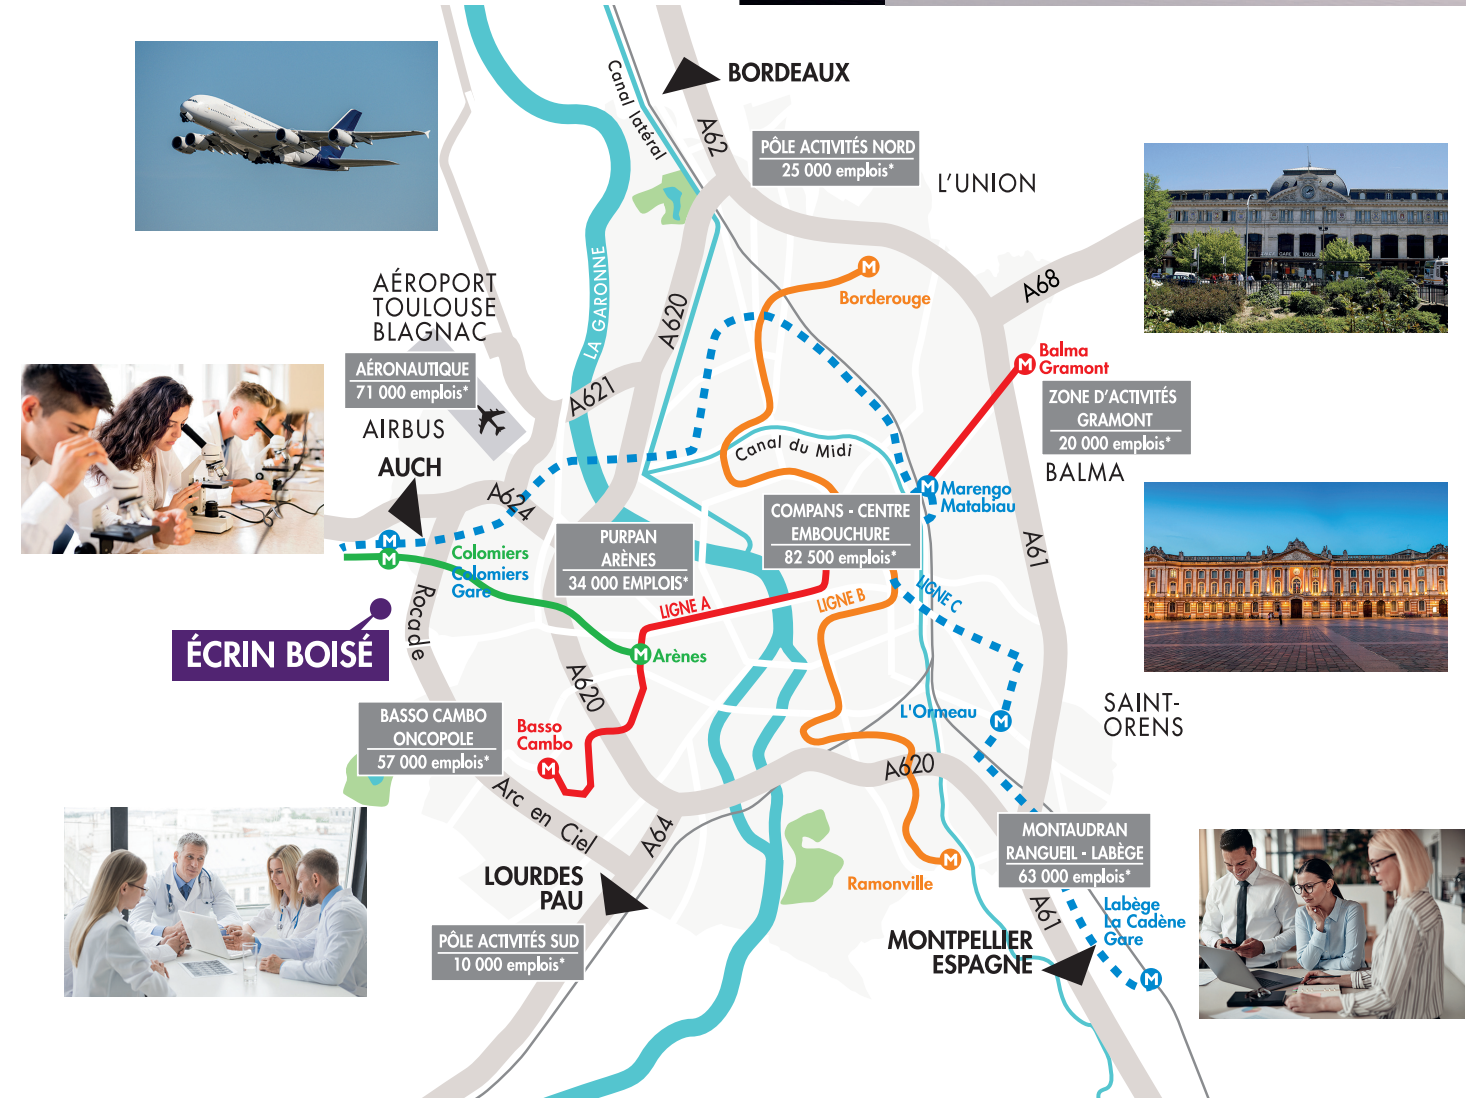 BORDEAUX
Canal latéral
A62
PÔLE ACTIVITÉS NORD
25 000 emplois*
L'UNION
LA GARONNE
Borderouge
A68
AÉROPORT
TOULOUSE
BLAGNAC
A620
AÉRONAUTIQUE
71 000 emplois*
A621
Balma
Gramont
ZONE D'ACTIVITÉS
GRAMONT
20 000 emplois*
AIRBUS
AUCH
Canal du Midi
BALMA
A624
Marengo
Matabiau
COMPANS - CENTRE
EMBOUCHURE
82 500 emplois*
PURPAN
ARÈNES
34 000 EMPLOIS*
A61
Colomiers
Colomiers
Gare
Rocade
LIGNE A
LIGNE B
LIGNE C
ÉCRIN BOISÉ
Arènes
A620
BASSO CAMBO
ONCOPOLE
57 000 emplois*
Basso
Cambo
L'Ormeau
SAINT-
ORENS
A620
Arc en Ciel
A64
MONTAUDRAN
RANGUEIL - LABÈGE
63 000 emplois*
LOURDES
PAU
Ramonville
A61
Labège
La Cadène
Gare
PÔLE ACTIVITÉS SUD
10 000 emplois*
MONTPELLIER
ESPAGNE